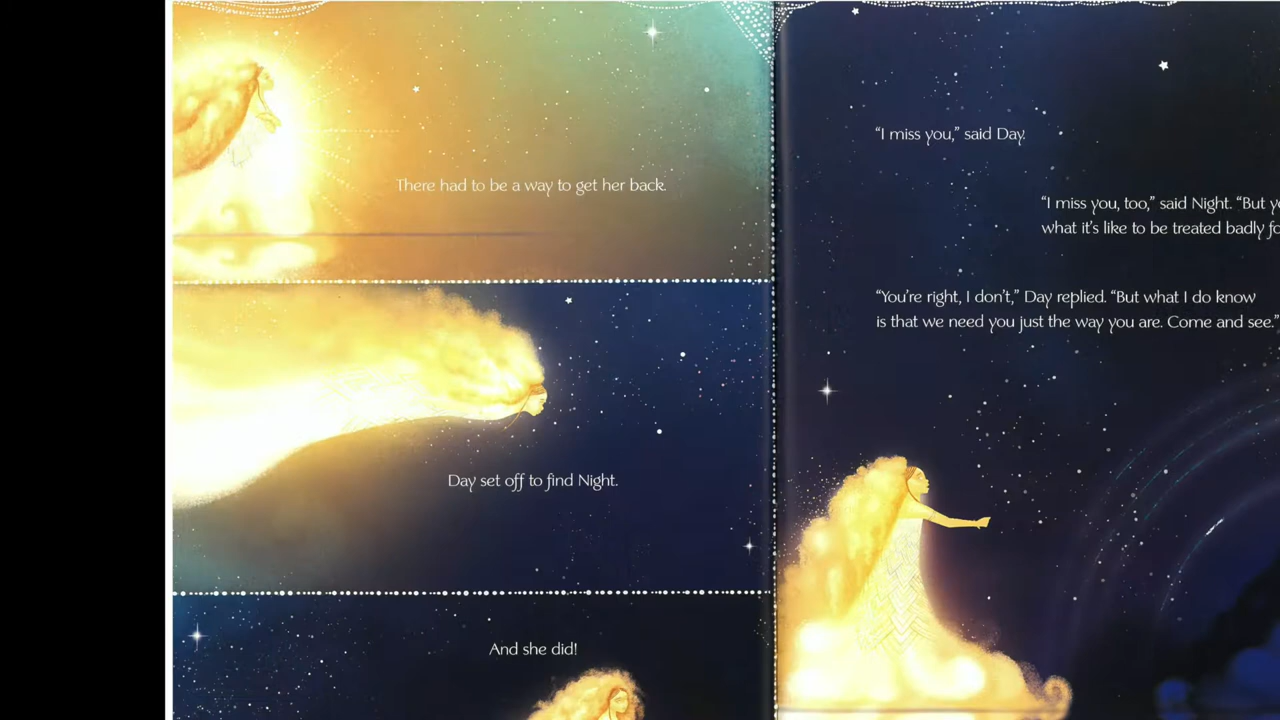 There had to be a way to get her back.
Day set off to find Night.
And she did!
“I miss you,” said Day.
“I miss you, too,” said Night. “But
what it’s like to be treated badly
“You’re right, I don’t,” Day replied. “But what I do know
is that we need you just the way you are. Come and see.”